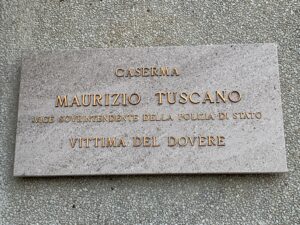 CASERMA
MAURIZIO TUSCANO
VICE SOVRINTENDENTE DELLA POLIZIA DI STATO
VITTIMA DEL DOVERE